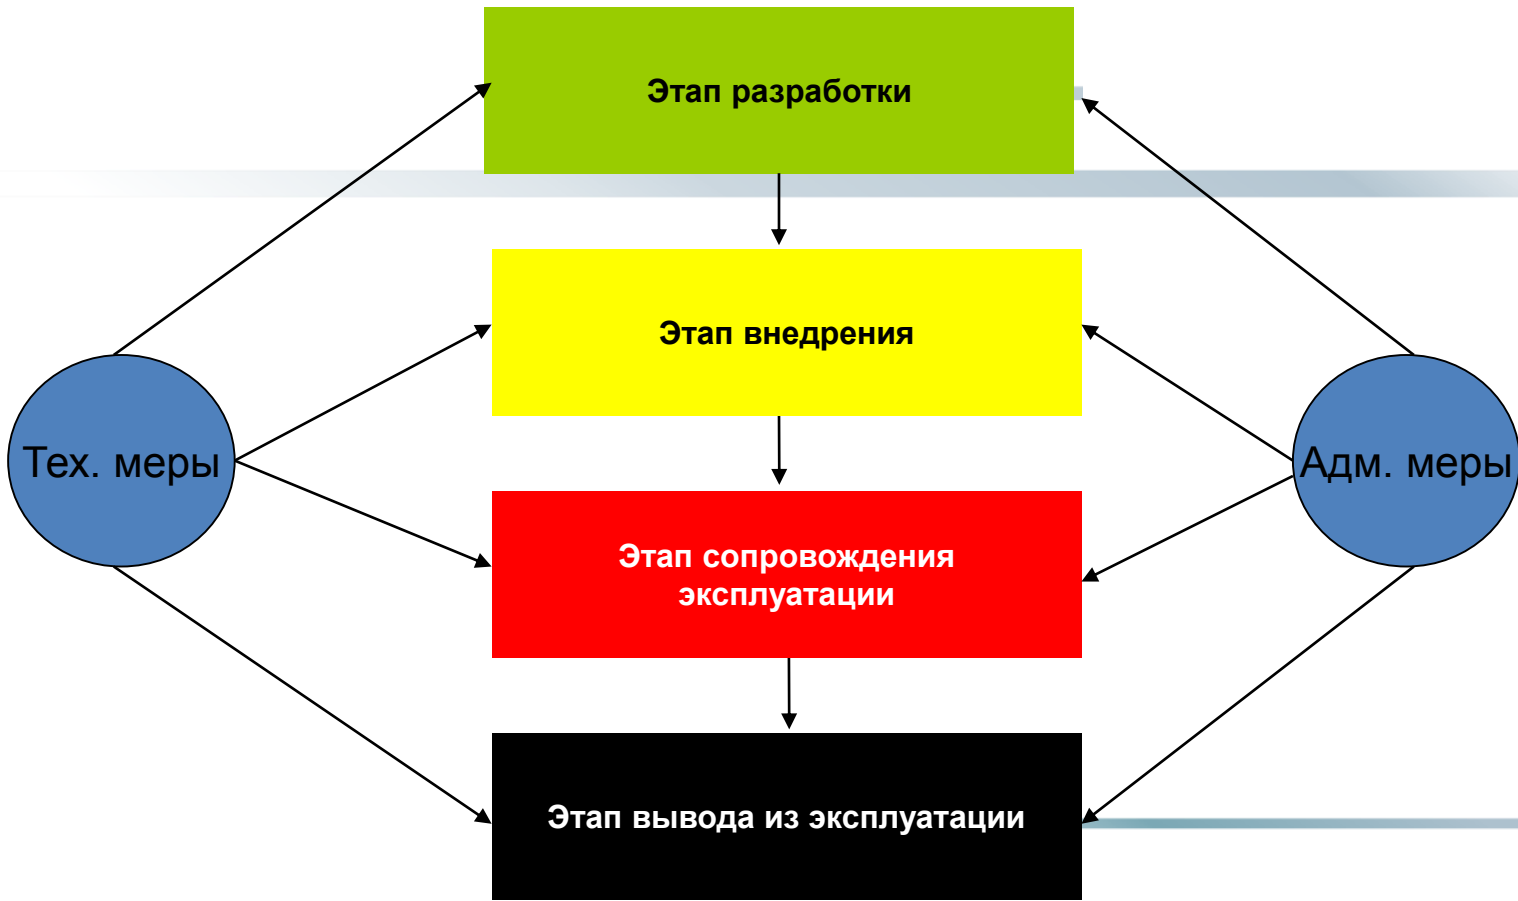 Этап разработки
Этап внедрения
Тех. меры
Адм. меры
Этап сопровождения
эксплуатации
Этап вывода из эксплуатации